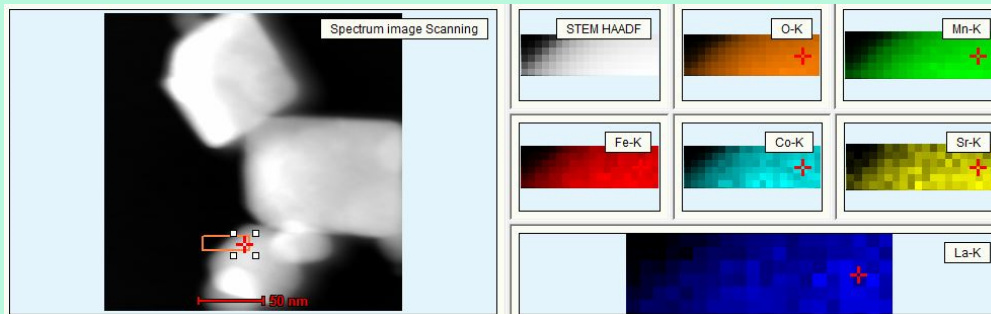 Spectrum image Scanning
50 nm
STEM HAADF
O-K
Mn-K
Fe-K
Co-K
Sr-K
La-K